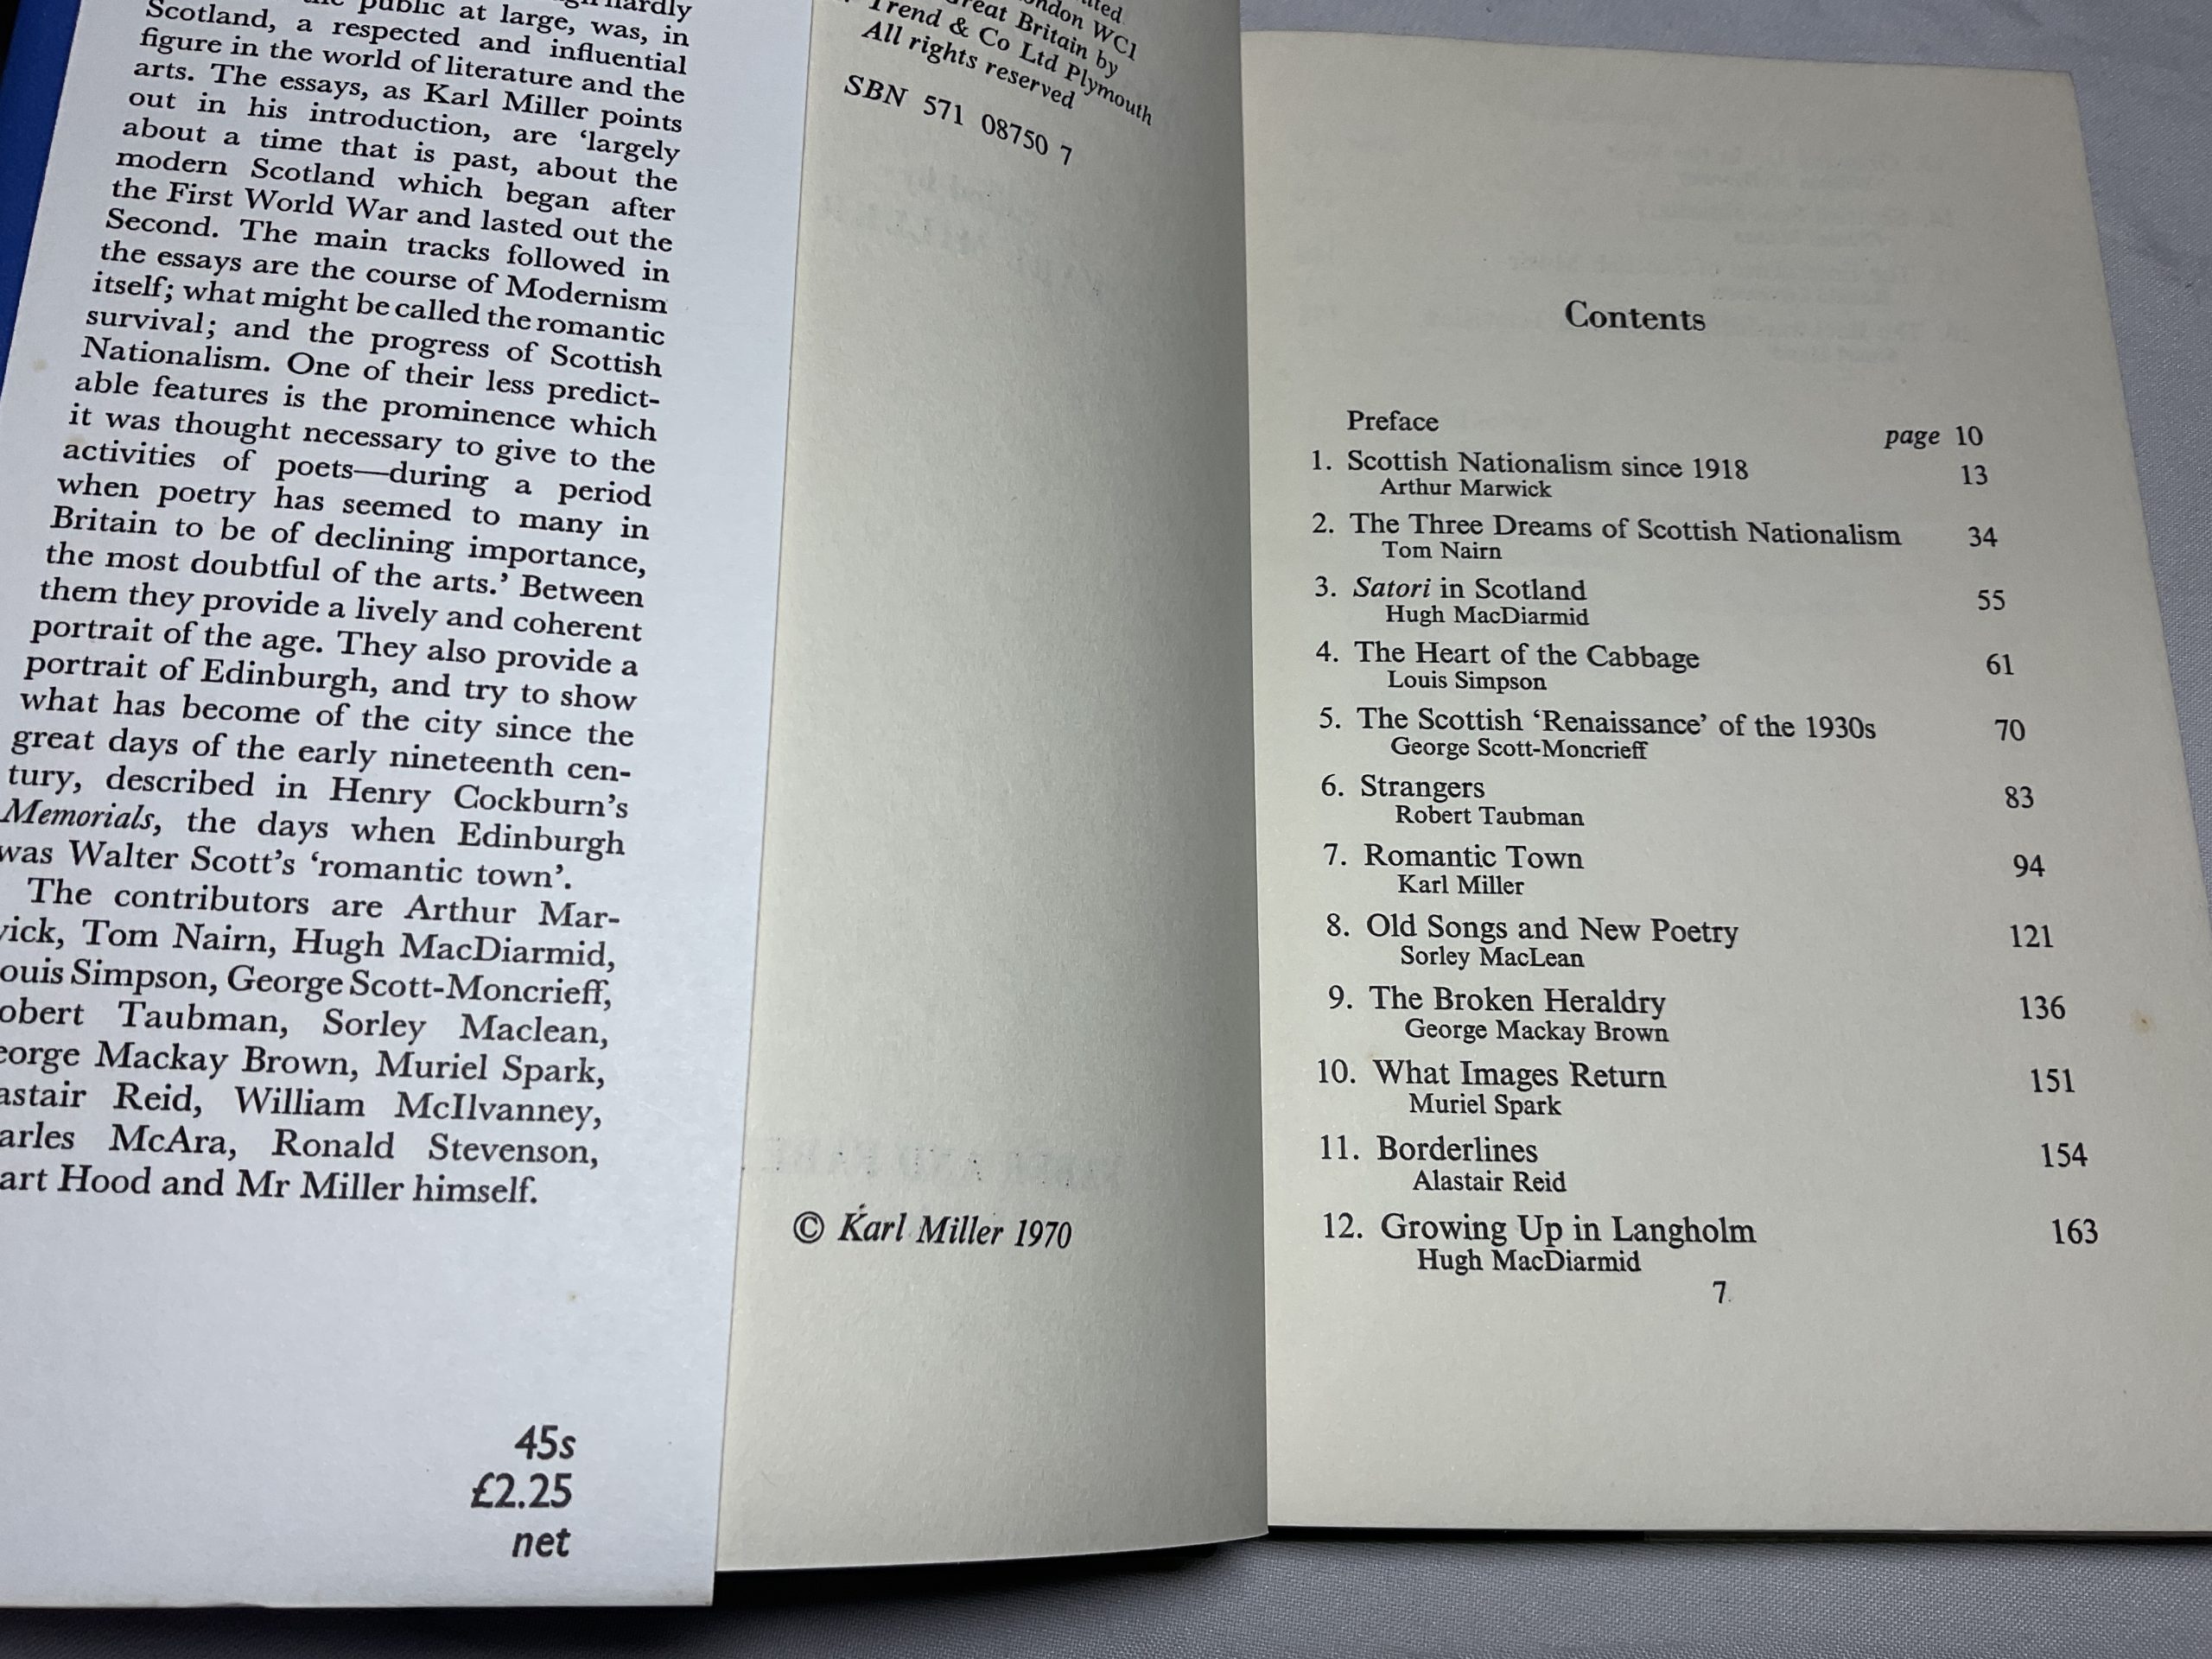 public at large, was, in
Scotland, a respected and influential
figure in the world of literature and the
arts. The essays, as Karl Miller points
out in his introduction, are ‘largely
about a time that is past, about the
modern Scotland which began after
the First World War and lasted out the
Second. The main tracks followed in
the essays are the course of Modernism
itself; what might be called the romantic
survival; and the progress of Scottish
Nationalism. One of their less predict-
able features is the prominence which
it was thought necessary to give to the
activities of poets—during a period
when poetry has seemed to many in
Britain to be of declining importance,
the most doubtful of the arts.’ Between
them they provide a lively and coherent
portrait of the age. They also provide a
portrait of Edinburgh, and try to show
what has become of the city since the
great days of the early nineteenth cen-
tury, described in Henry Cockburn’s
Memorials, the days when Edinburgh
was Walter Scott’s ‘romantic town’.
The contributors are Arthur Mar-
wick, Tom Nairn, Hugh MacDiarmid,
ouis Simpson, George Scott-Moncrieff,
obert Taubman, Sorley Maclean,
eorge Mackay Brown, Muriel Spark,
astair Reid, William McIlvanney,
arles McAra, Ronald Stevenson,
art Hood and Mr Miller himself.
45s
£2.25
net
London WC1
Great Britain by
Trend & Co Ltd Plymouth
All rights reserved
SBN 571 08750 7
© Karl Miller 1970
Contents
Preface page 10
1. Scottish Nationalism since 1918 13
Arthur Marwick
2. The Three Dreams of Scottish Nationalism 34
Tom Nairn
3. Satori in Scotland 55
Hugh MacDiarmid
4. The Heart of the Cabbage 61
Louis Simpson
5. The Scottish ‘Renaissance’ of the 1930s 70
George Scott-Moncrieff
6. Strangers 83
Robert Taubman
7. Romantic Town 94
Karl Miller
8. Old Songs and New Poetry 121
Sorley MacLean
9. The Broken Heraldry 136
George Mackay Brown
10. What Images Return 151
Muriel Spark
11. Borderlines 154
Alastair Reid
12. Growing Up in Langholm 163
Hugh MacDiarmid
7